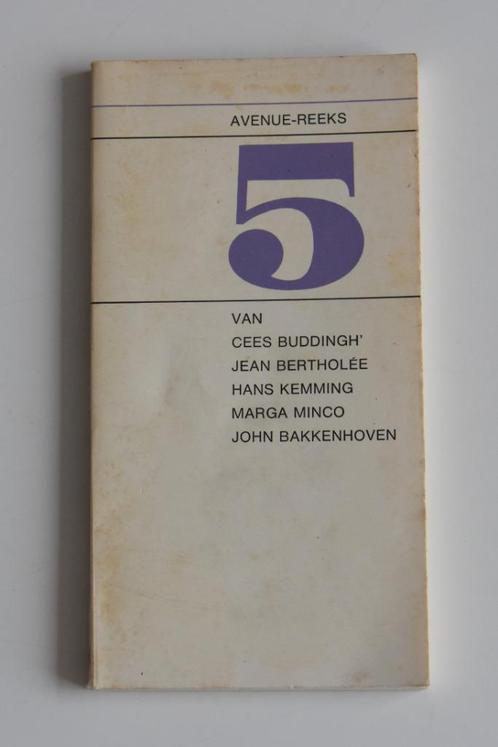 AVENUE-REEKS
5
VAN
CEES BUDDINGH'
JEAN BERTHOLÉE
HANS KEMMING
MARGA MINCO
JOHN BAKKENHOVEN